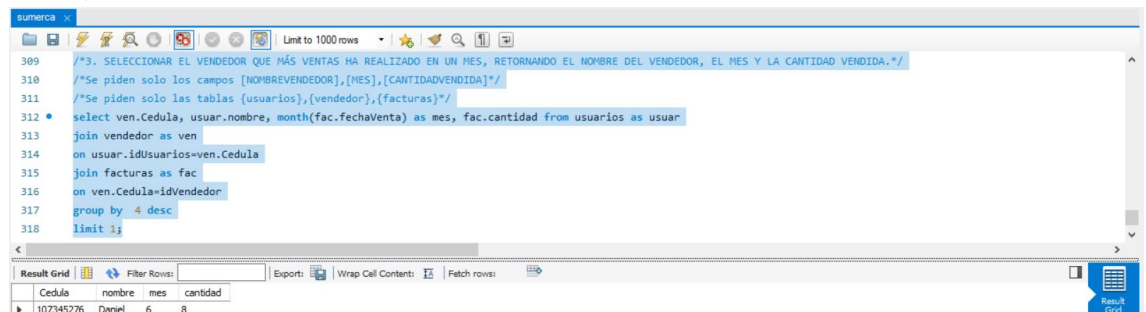 sumerca ×
Limit to 1000 rows
309 /*3. SELECCIONAR EL VENDEDOR QUE MÁS VENTAS HA REALIZADO EN UN MES, RETORNANDO EL NOMBRE DEL VENDEDOR, EL MES Y LA CANTIDAD VENDIDA.*/
310 /*Se piden solo los campos [NOMBREVENDEDOR],[MES],[CANTIDADVENDIDA]*/
311 /*Se piden solo las tablas {usuarios},{vendedor},{facturas}*/
312 select ven.Cedula, usuar.nombre, month(fac.fechaVenta) as mes, fac.cantidad from usuarios as usuar
313 join vendedor as ven
314 on usuar.idUsuarios=ven.Cedula
315 join facturas as fac
316 on ven.Cedula=idVendedor
317 group by 4 desc
318 limit 1;
Result Grid Filter Rows: Export: Wrap Cell Content: Fetch rows:
Cedula nombre mes cantidad
107345276 Daniel 6 8
Result
Grid